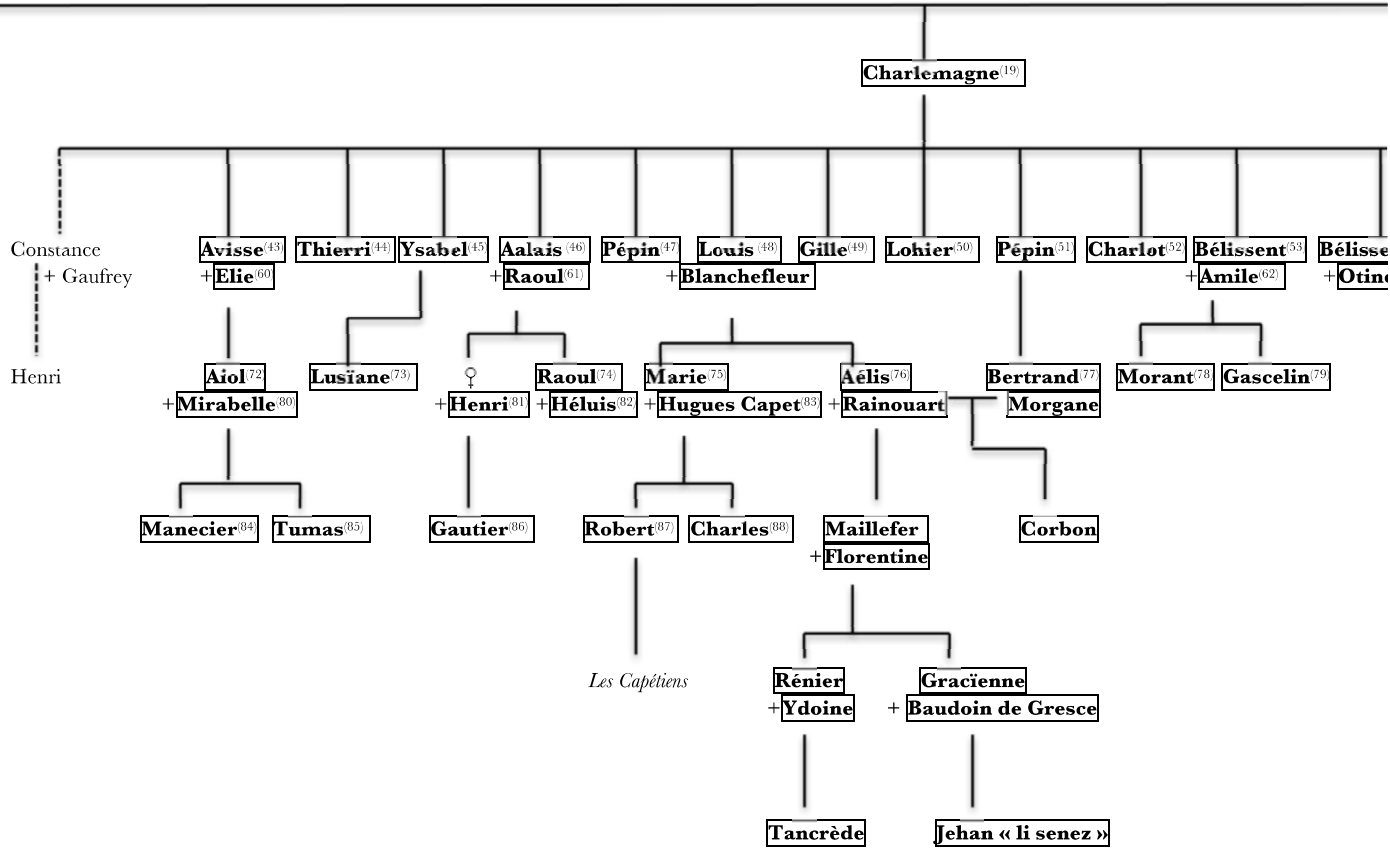 Charlemagne(19)
Constance Avisse(43) Thierri(44) Ysabel(45) Aalais (46) Pépin(47) Louis (48) Gille(49) Lohier(50) Pépin(51) Charlot(52) Bélissent(53) Bélisse
+ Gaufrey +Elie(60) +Raoul(61) +Blanchefleur +Amile(62) +Otine
Henri Aiol(72) Lusïane(73) ♀ Raoul(74) Marie(75) Aélis(76) Bertrand(77) Morant(78) Gascelin(79)
+Mirabelle(80) +Henri(81) +Héluis(82) +Hugues Capet(83) +Rainouart Morgane
Manecier(84) Tumas(85) Gautier(86) Robert(87) Charles(88) Maillefer Corbon
+Florentine
Les Capétiens Rénier Gracïenne
+Ydoine + Baudoin de Gresce
Tancrède Jehan « li senez »